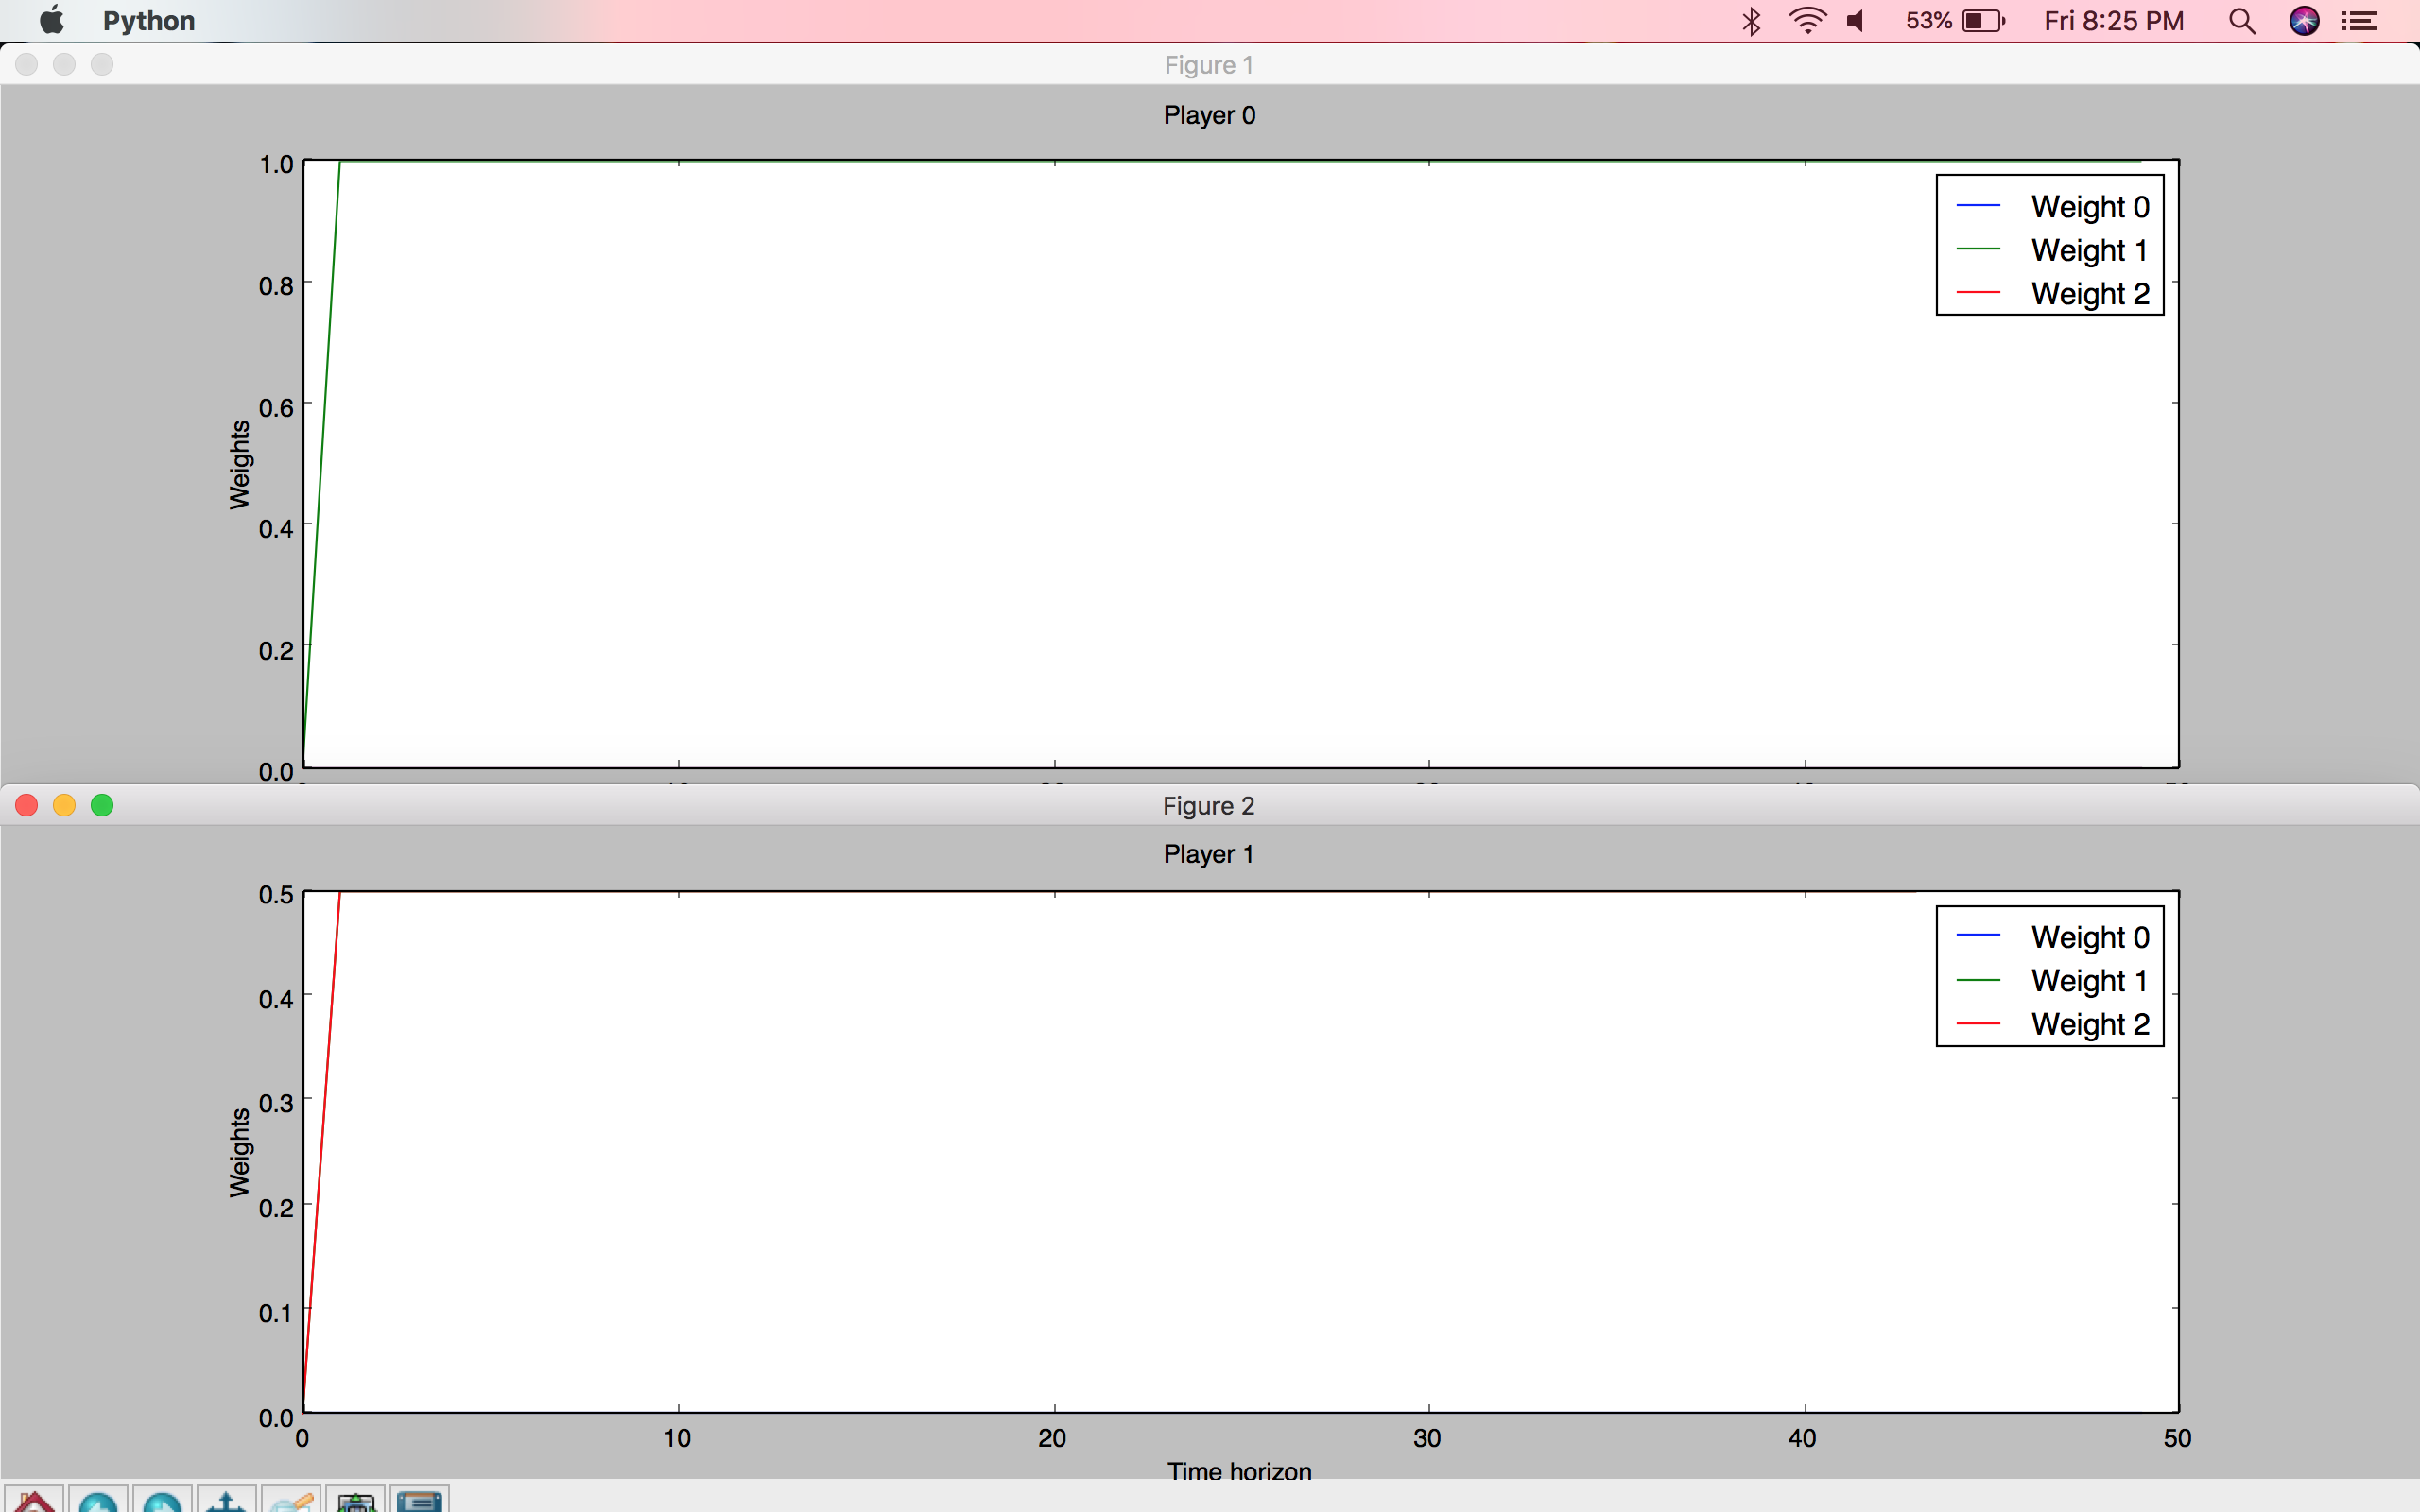 Python 53% Fri 8:25 PM
Figure 1
Player 0
1.0
0.8
0.6
0.4
0.2
0.0
Weights
Weight 0
Weight 1
Weight 2
Figure 2
Player 1
0.5
0.4
0.3
0.2
0.1
0.0
Weights
Weight 0
Weight 1
Weight 2
0 10 20 30 40 50
Time horizon